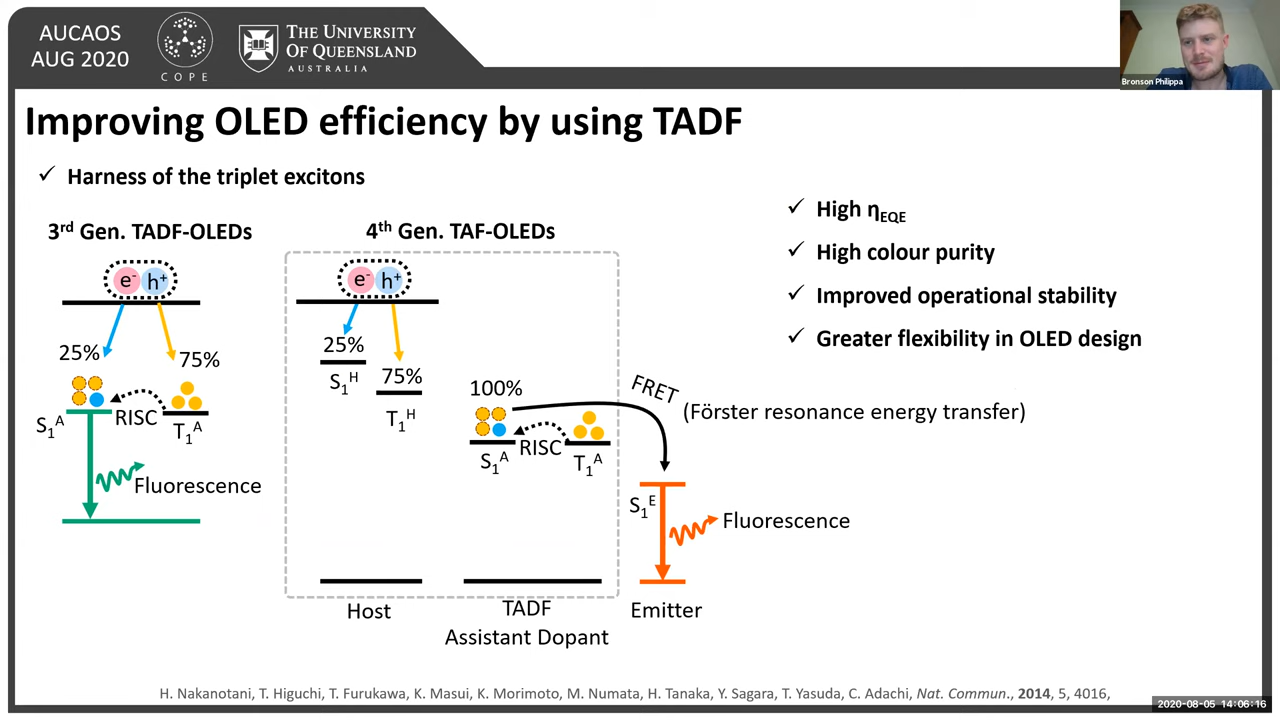 AUCAOS
AUG 2020
COPE
THE UNIVERSITY
OF QUEENSLAND
AUSTRALIA
Bronson Philippa
Improving OLED efficiency by using TADF
✓ Harness of the triplet excitons
3rd Gen. TADF-OLEDs
4th Gen. TAF-OLEDs
✓ High ηEQE
✓ High colour purity
✓ Improved operational stability
✓ Greater flexibility in OLED design
e- h+
25%
75%
S1A
RISC
T1A
Fluorescence
e- h+
25%
S1H
75%
T1H
100%
S1A
RISC
T1A
FRET
(Förster resonance energy transfer)
S1E
Fluorescence
Host
TADF
Assistant Dopant
Emitter
H. Nakanotani, T. Higuchi, T. Furukawa, K. Masui, K. Morimoto, M. Numata, H. Tanaka, Y. Sagara, T. Yasuda, C. Adachi, Nat. Commun., 2014, 5, 4016,
2020-08-05 14:06:16